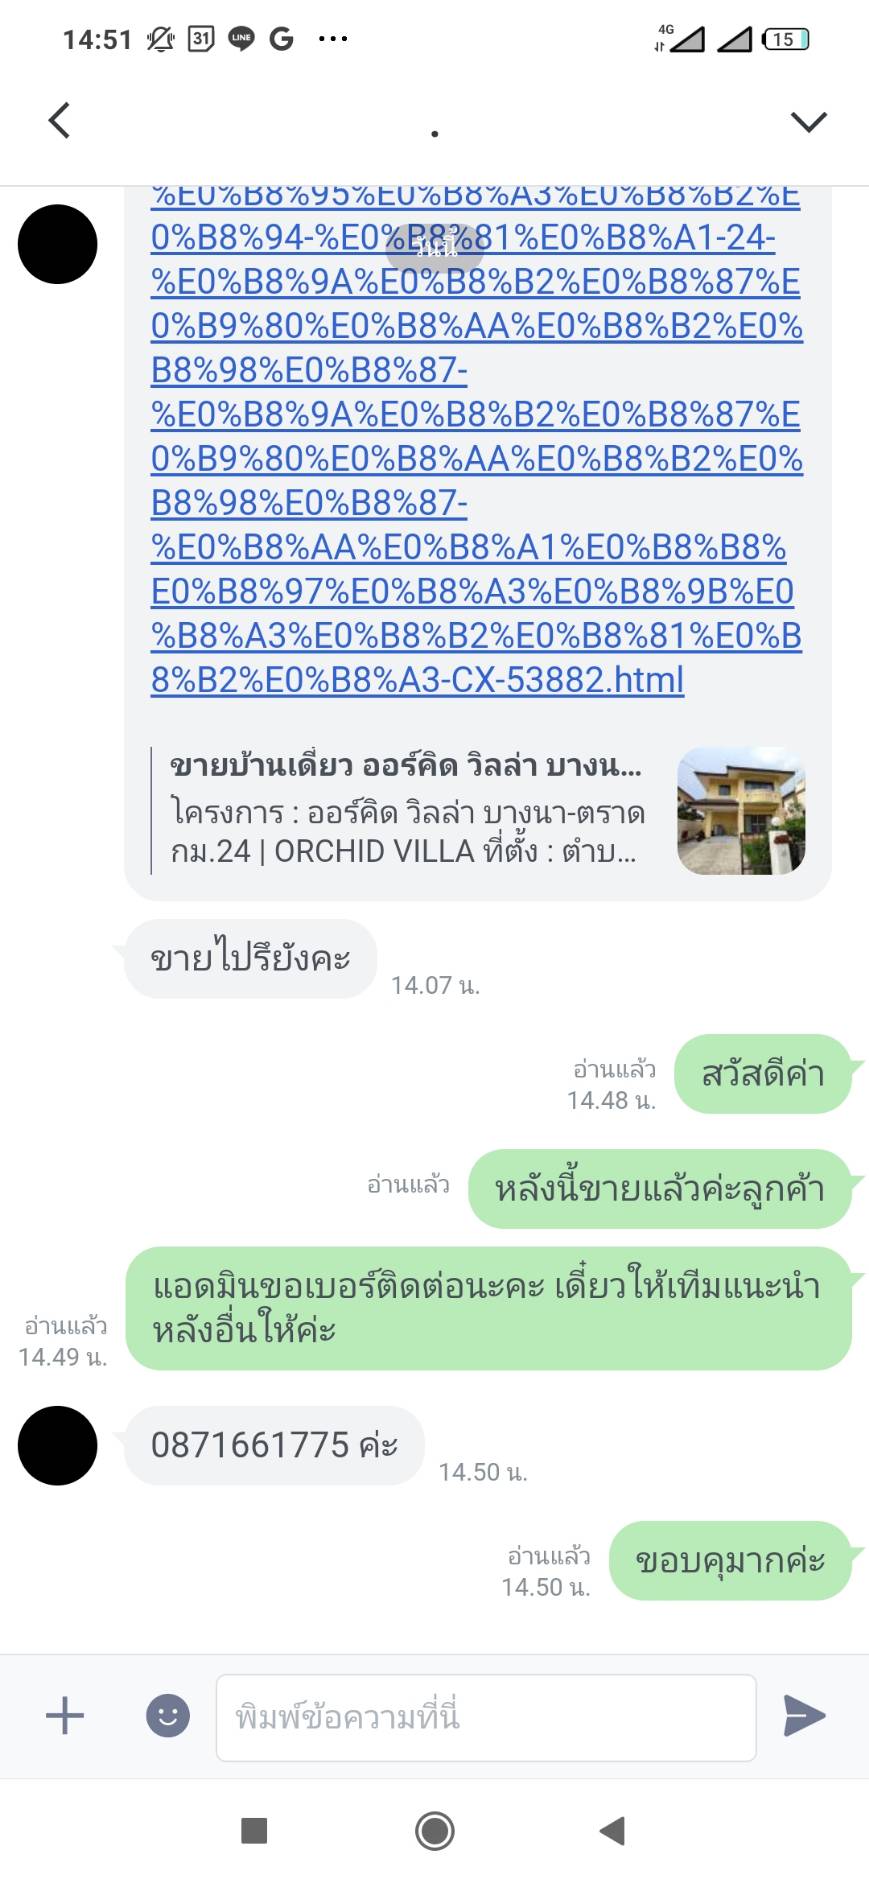 14:51
31
LINE
G
4G
15
.
%E0%B8%95%E0%B8%A3%E0%B8%B2%E
0%B8%94-%E0%B8%81%E0%B8%A1-24-
วันนี้
%E0%B8%9A%E0%B8%B2%E0%B8%87%E
0%B9%80%E0%B8%AA%E0%B8%B2%E0%
B8%98%E0%B8%87-
%E0%B8%9A%E0%B8%B2%E0%B8%87%E
0%B9%80%E0%B8%AA%E0%B8%B2%E0%
B8%98%E0%B8%87-
%E0%B8%AA%E0%B8%A1%E0%B8%B8%
E0%B8%97%E0%B8%A3%E0%B8%9B%E0
%B8%A3%E0%B8%B2%E0%B8%81%E0%B
8%B2%E0%B8%A3-CX-53882.html
ขายบ้านเดี่ยว ออร์คิด วิลล่า บางน...
โครงการ : ออร์คิด วิลล่า บางนา-ตราด
กม.24 | ORCHID VILLA ที่ตั้ง : ตำบ...
ขายไปรึยังคะ
14.07 น.
อ่านแล้ว
14.48 น.
สวัสดีค่า
อ่านแล้ว
หลังนี้ขายแล้วค่ะลูกค้า
แอดมินขอเบอร์ติดต่อนะคะ เดี๋ยวให้ทีมแนะนำ
หลังอื่นให้ค่ะ
อ่านแล้ว
14.49 น.
0871661775 ค่ะ
14.50 น.
อ่านแล้ว
14.50 น.
ขอบคุมากค่ะ
พิมพ์ข้อความที่นี่